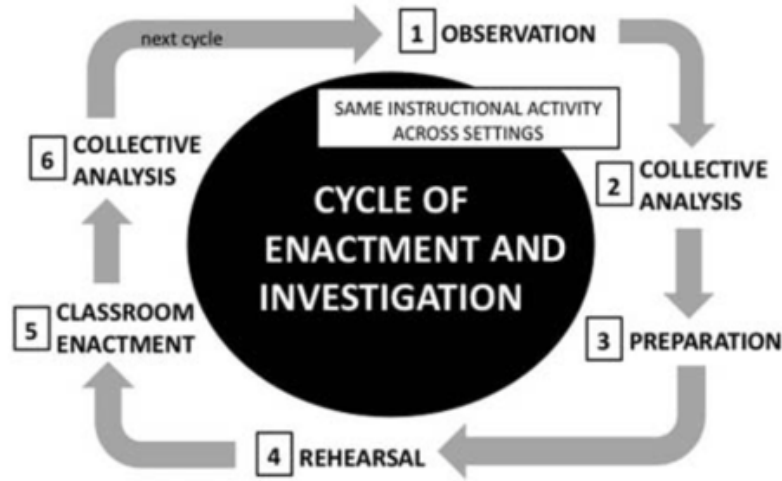 next cycle
1 OBSERVATION
SAME INSTRUCTIONAL ACTIVITY
ACROSS SETTINGS
2 COLLECTIVE
ANALYSIS
3 PREPARATION
4 REHEARSAL
5 CLASSROOM
ENACTMENT
6 COLLECTIVE
ANALYSIS
CYCLE OF
ENACTMENT AND
INVESTIGATION